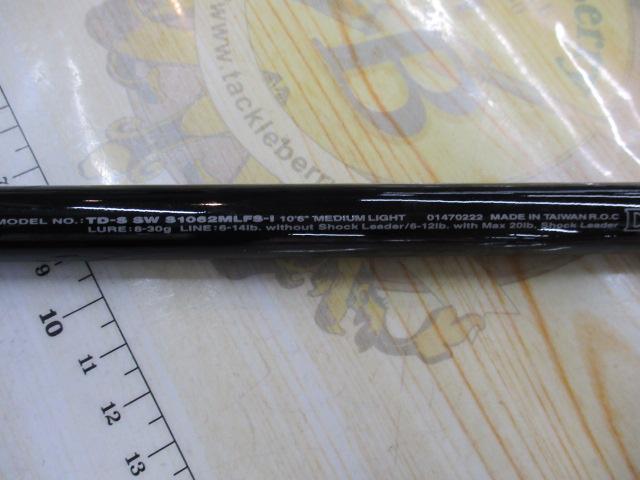 www.tackleberry
B
berry
MODEL NO.: TD-S SW S1062MLFS-I 10'6" MEDIUM LIGHT 01470222 MADE IN TAIWAN R.O.C
LURE: 8-30g LINE: 6-14lb. without Shock Leader/6-12lb. with Max 20lb. Shock Leader
9
10
11
12
13